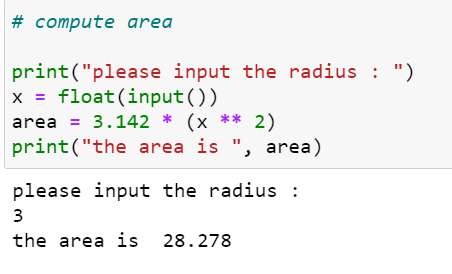 # compute area
print("please input the radius : ")
x = float(input())
area = 3.142 * (x ** 2)
print("the area is ", area)
please input the radius :
3
the area is  28.278